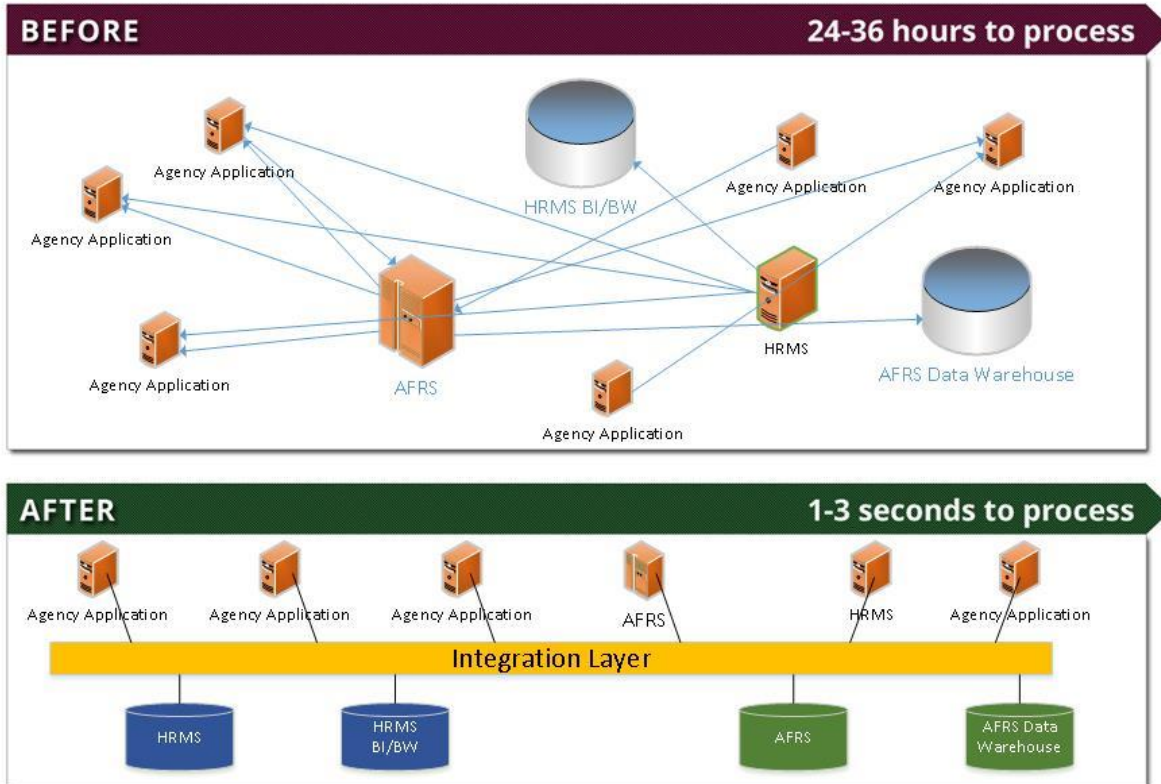 BEFORE
24-36 hours to process
Agency Application
HRMS BI/BW
Agency Application
Agency Application
Agency Application
Agency Application
AFRS
HRMS
AFRS Data Warehouse
Agency Application
AFTER
1-3 seconds to process
Agency Application
Agency Application
Agency Application
AFRS
HRMS
Agency Application
Integration Layer
HRMS
HRMS
BI/BW
AFRS
AFRS Data
Warehouse